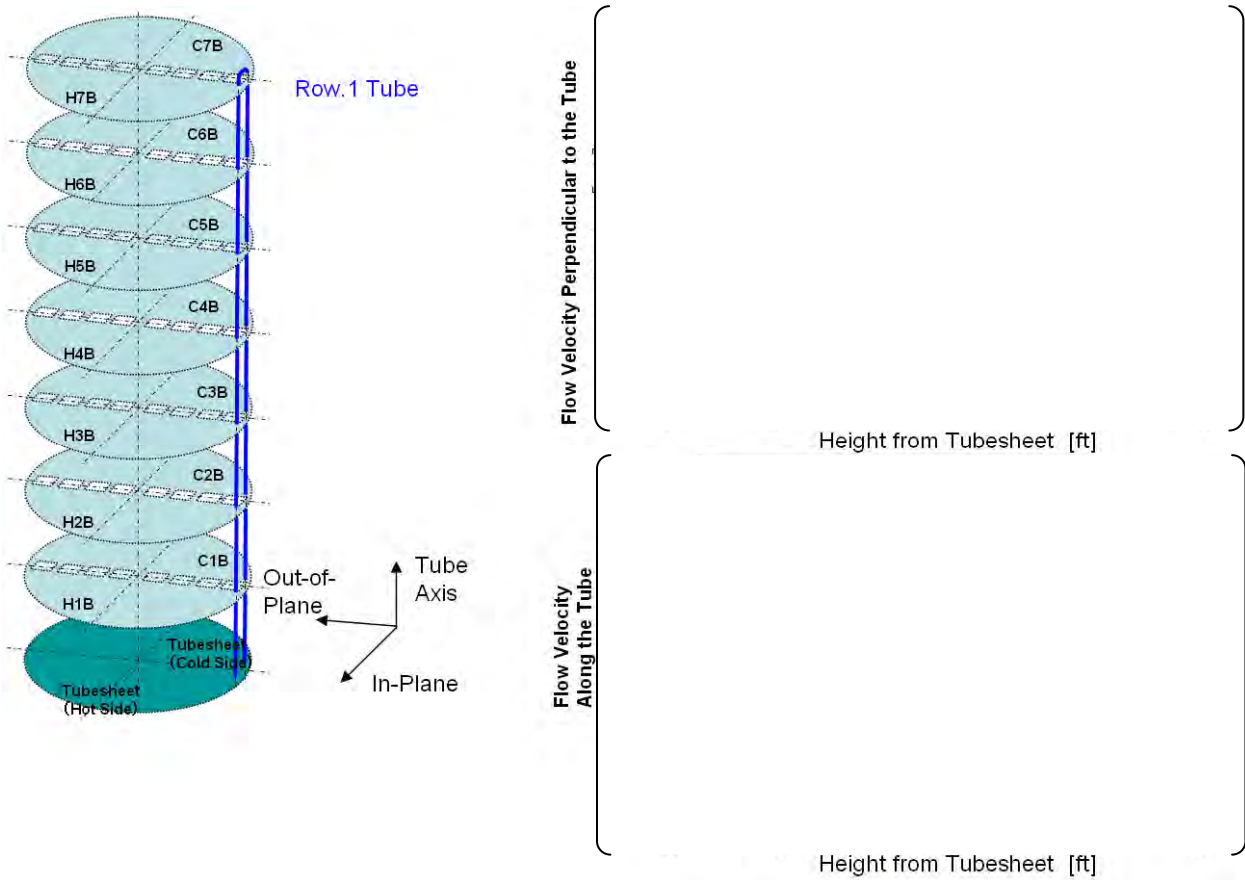 C7B
H7B
Row.1 Tube
C6B
H6B
C5B
H5B
C4B
H4B
C3B
H3B
C2B
H2B
C1B
H1B
Tubesheet
(Cold Side)
Tubesheet
(Hot Side)
Out-of-
Plane
Tube
Axis
In-Plane
Flow Velocity Perpendicular to the Tube
Height from Tubesheet [ft]
Flow Velocity
Along the Tube
Height from Tubesheet [ft]